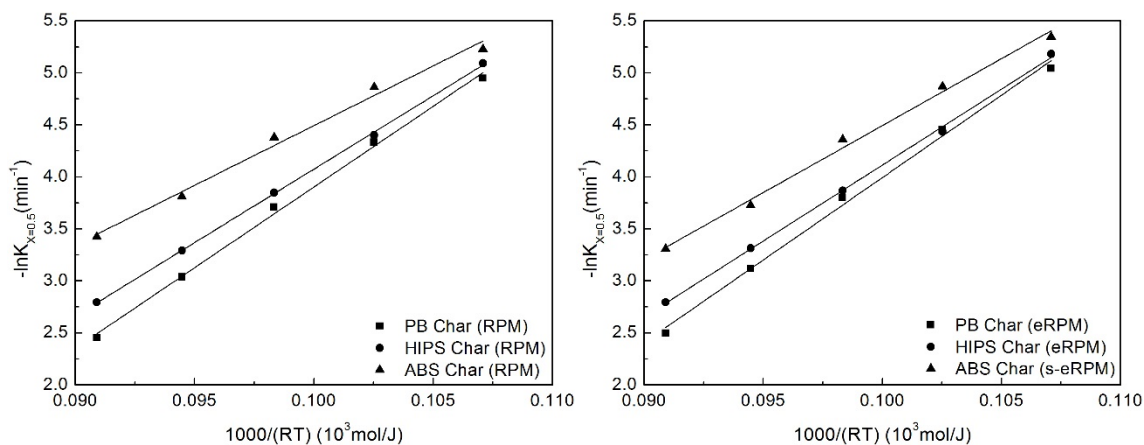 5.5
5.0
4.5
4.0
3.5
3.0
2.5
2.0
-lnK_{X=0.5}(min⁻¹)
PB Char (RPM)
HIPS Char (RPM)
ABS Char (RPM)
0.090 0.095 0.100 0.105 0.110
1000/(RT) (10³mol/J)
5.5
5.0
4.5
4.0
3.5
3.0
2.5
2.0
-lnK_{X=0.5}(min⁻¹)
PB Char (eRPM)
HIPS Char (eRPM)
ABS Char (s-eRPM)
0.090 0.095 0.100 0.105 0.110
1000/(RT) (10³mol/J)